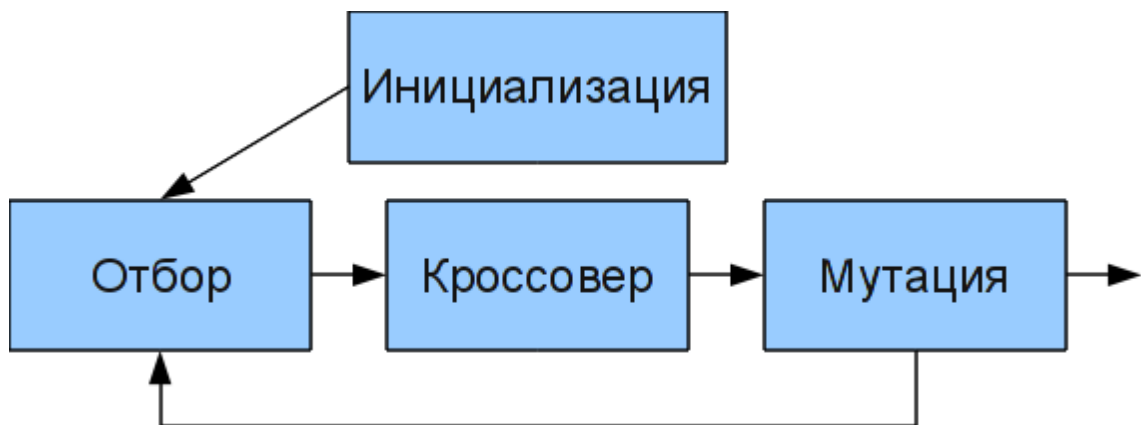 Инициализация
Отбор
Кроссовер
Мутация